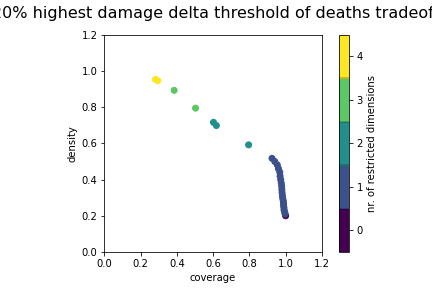 20% highest damage delta threshold of deaths tradeof
1.2
1.0
0.8
0.6
0.4
0.2
0.0
density
0.0 0.2 0.4 0.6 0.8 1.0 1.2
coverage
4
3
2
1
0
nr. of restricted dimensions